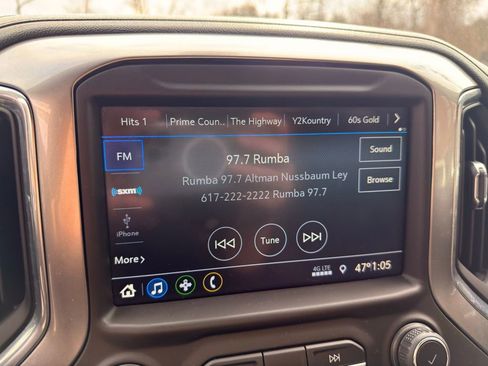 Hits 1 Prime Coun.. The Highway Y2Kountry 60s Gold
FM
97.7 Rumba
Sound
Rumba 97.7 Altman Nussbaum Ley
Browse
617-222-2222 Rumba 97.7
sxm
iPhone
Tune
More
4G LTE
47° 1:05